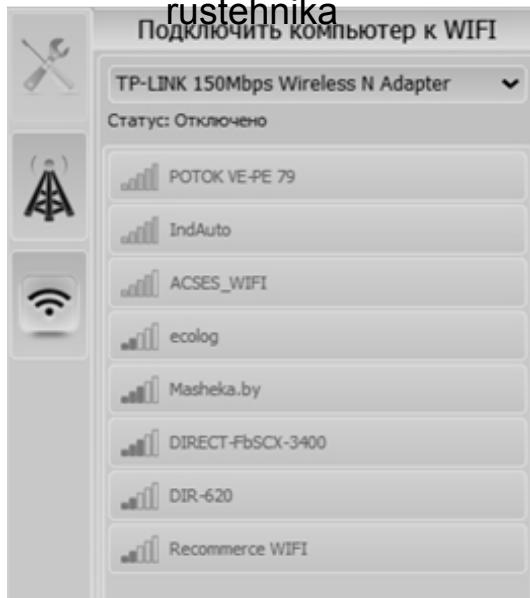 rustehnika
Подключить компьютер к WIFI
TP-LINK 150Mbps Wireless N Adapter
Статус: Отключено
POTOK VE-PE 79
IndAuto
ACSES_WIFI
ecolog
Masheka.by
DIRECT-FbSCX-3400
DIR-620
Recommerce WIFI